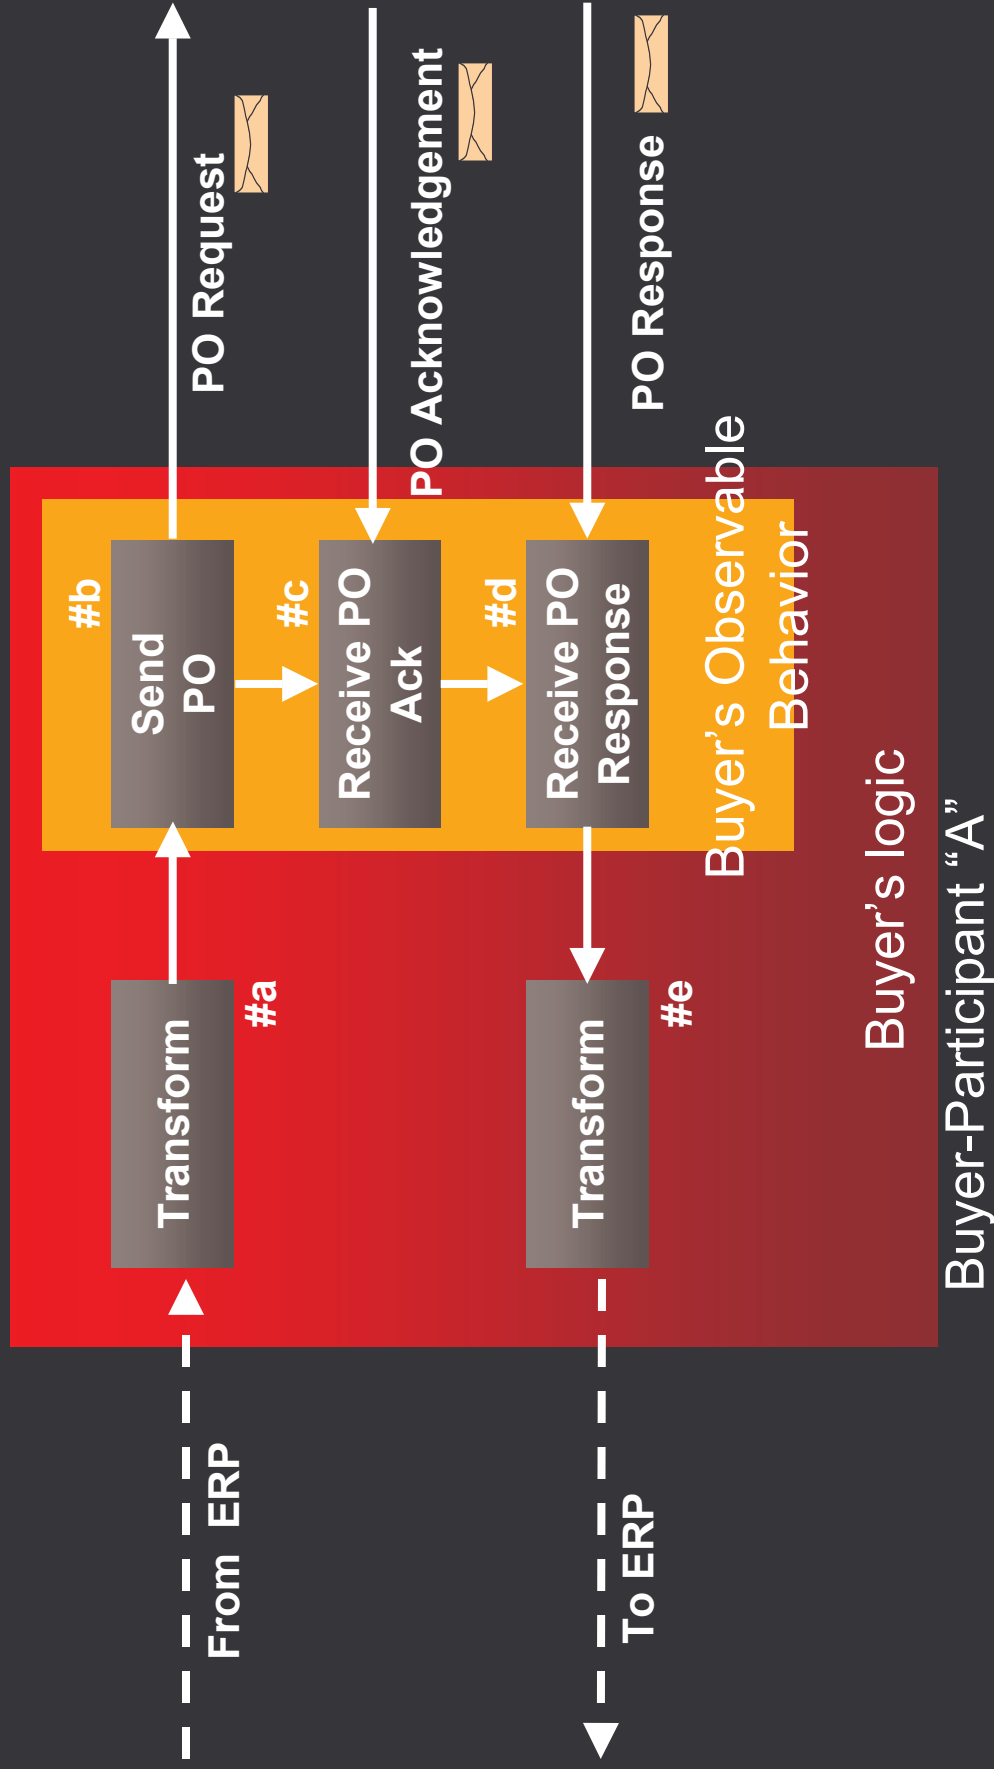 From  ERP
Transform
#a
Send
PO
#b
PO Request
Receive PO
Ack
#c
PO Acknowledgement
To ERP
Transform
#e
Receive PO
Response
#d
PO Response
Buyer’s Observable
Behavior
Buyer’s logic
Buyer-Participant “A”